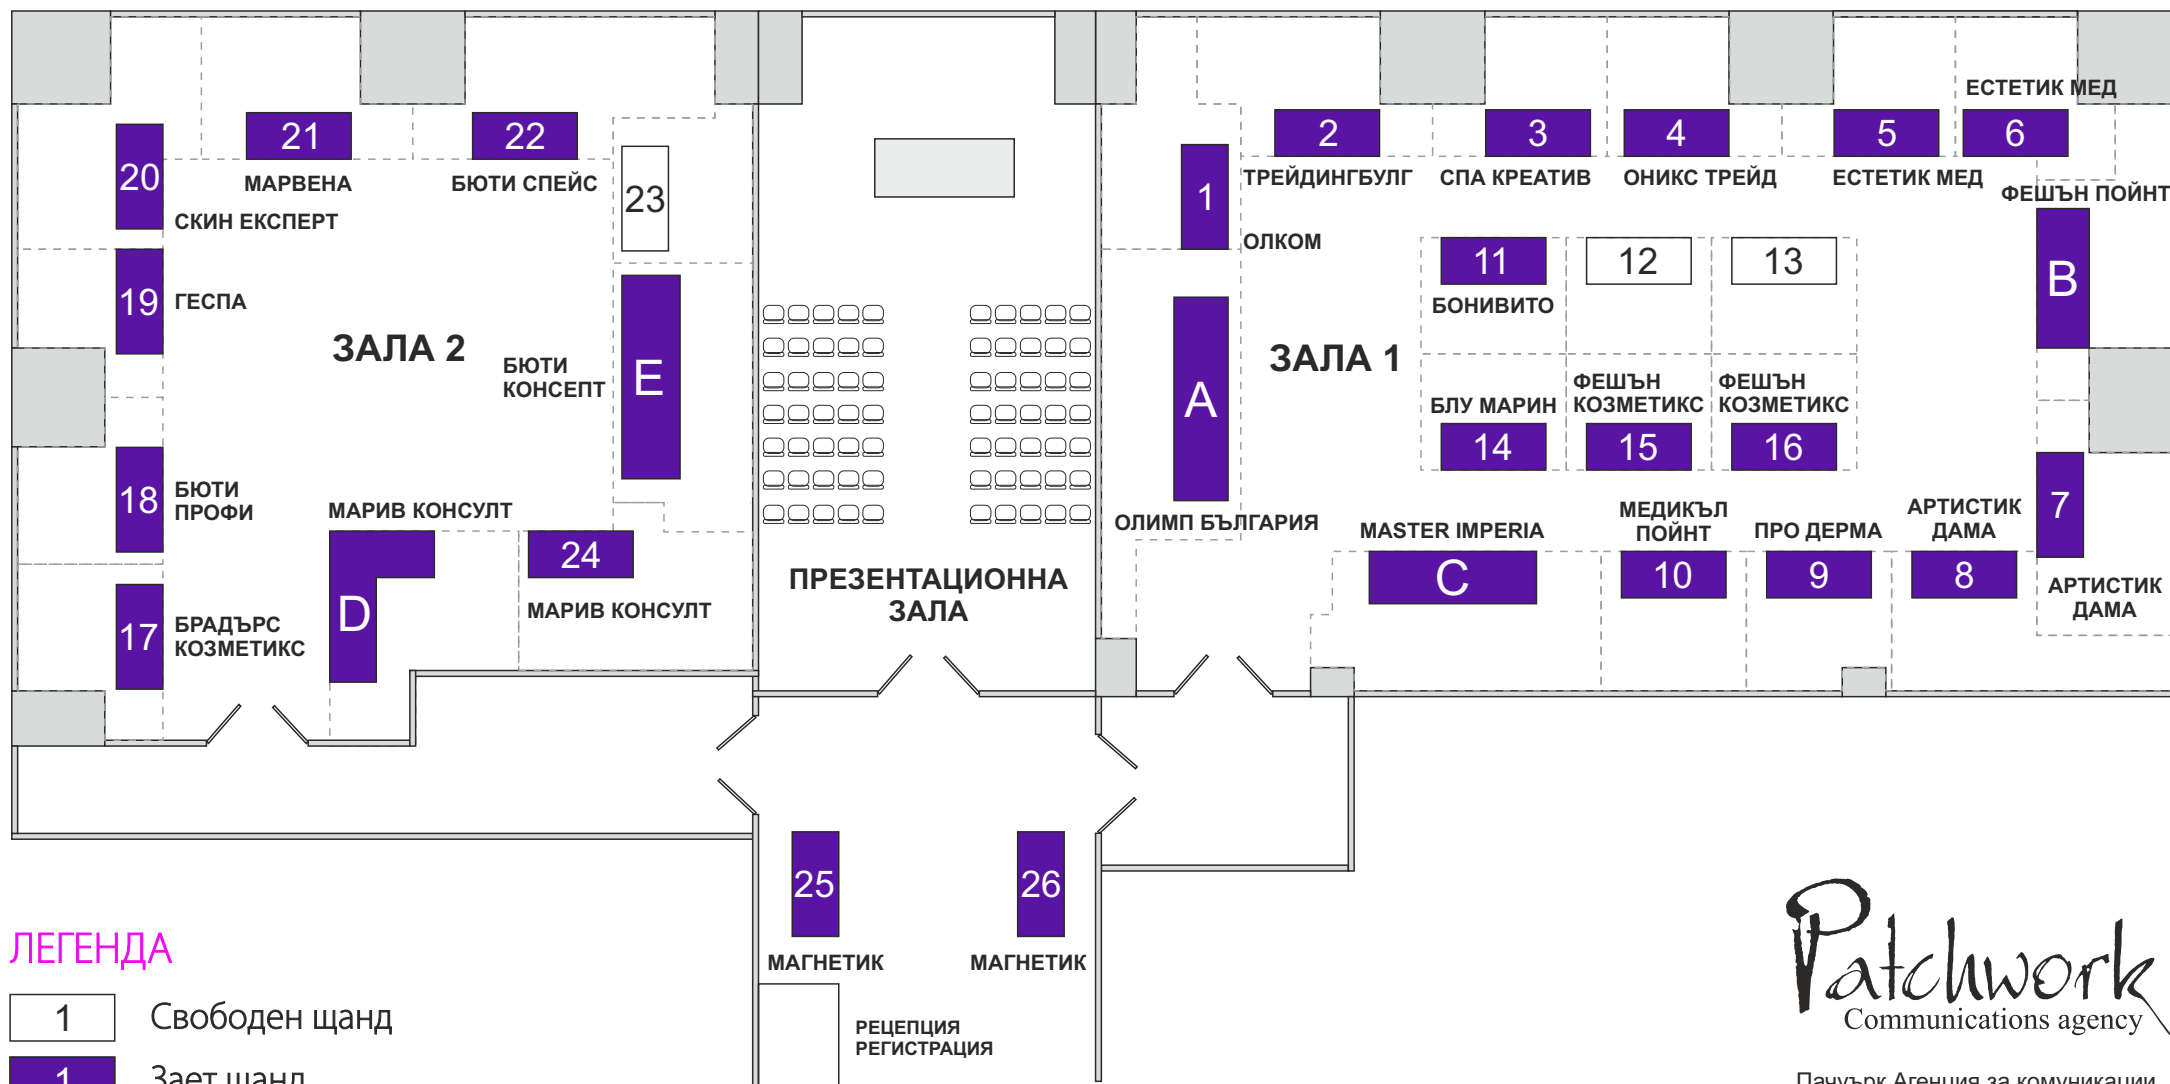 ЕСТЕТИК МЕД
21
22
2
3
4
5
6
20
МАРВЕНА
БЮТИ СПЕЙС
23
1
ТРЕЙДИНГБУЛГ
СПА КРЕАТИВ
ОНИКС ТРЕЙД
ЕСТЕТИК МЕД
ФЕШЪН ПОЙНТ
СКИН ЕКСПЕРТ
ОЛКОМ
11
12
13
B
19
ГЕСПА
БОНИВИТО
ЗАЛА 2
ЗАЛА 1
БЮТИ
КОНСЕПТ
E
A
БЛУ МАРИН
ФЕШЪН
КОЗМЕТИКС
ФЕШЪН
КОЗМЕТИКС
14
15
16
18
БЮТИ
ПРОФИ
МАРИВ КОНСУЛТ
ОЛИМП БЪЛГАРИЯ
MASTER IMPERIA
МЕДИКЪЛ
ПОЙНТ
ПРО ДЕРМА
АРТИСТИК
ДАМА
7
24
C
10
9
8
D
ПРЕЗЕНТАЦИОННА
ЗАЛА
МАРИВ КОНСУЛТ
АРТИСТИК
ДАМА
17
БРАДЪРС
КОЗМЕТИКС
25
26
МАГНЕТИК
МАГНЕТИК
РЕЦЕПЦИЯ
РЕГИСТРАЦИЯ
ЛЕГЕНДА
1
Свободен щанд
1
Зает щанд
Patchwork
Communications agency
Пачуърк Агенция за комуникации